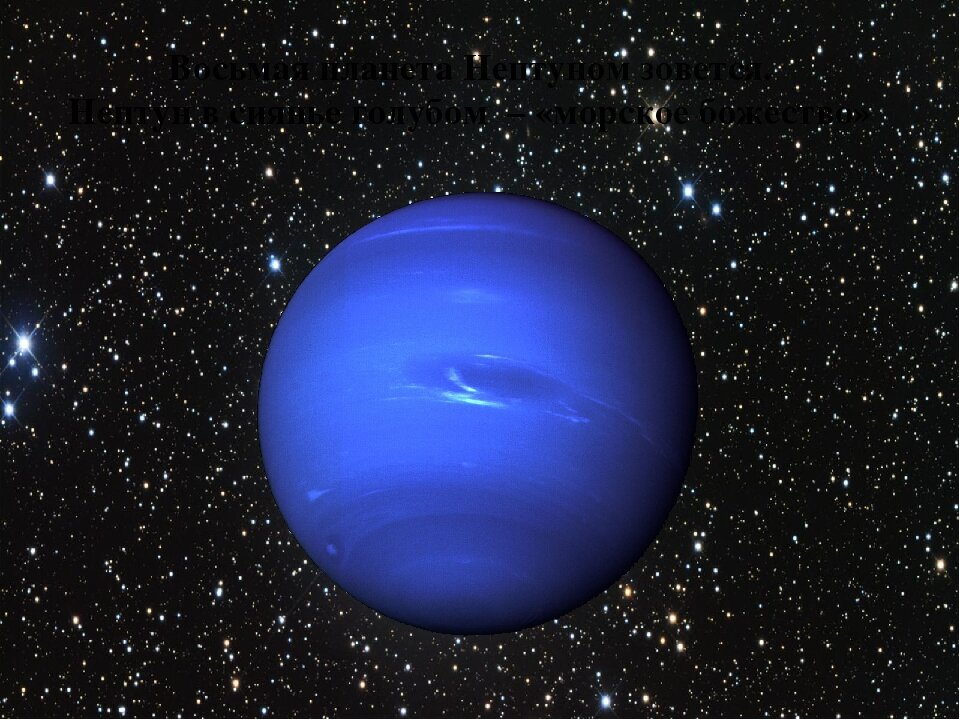 Восьмая планета Нептуном зовется.
Нептун в сиянье голубом – «морское божество»